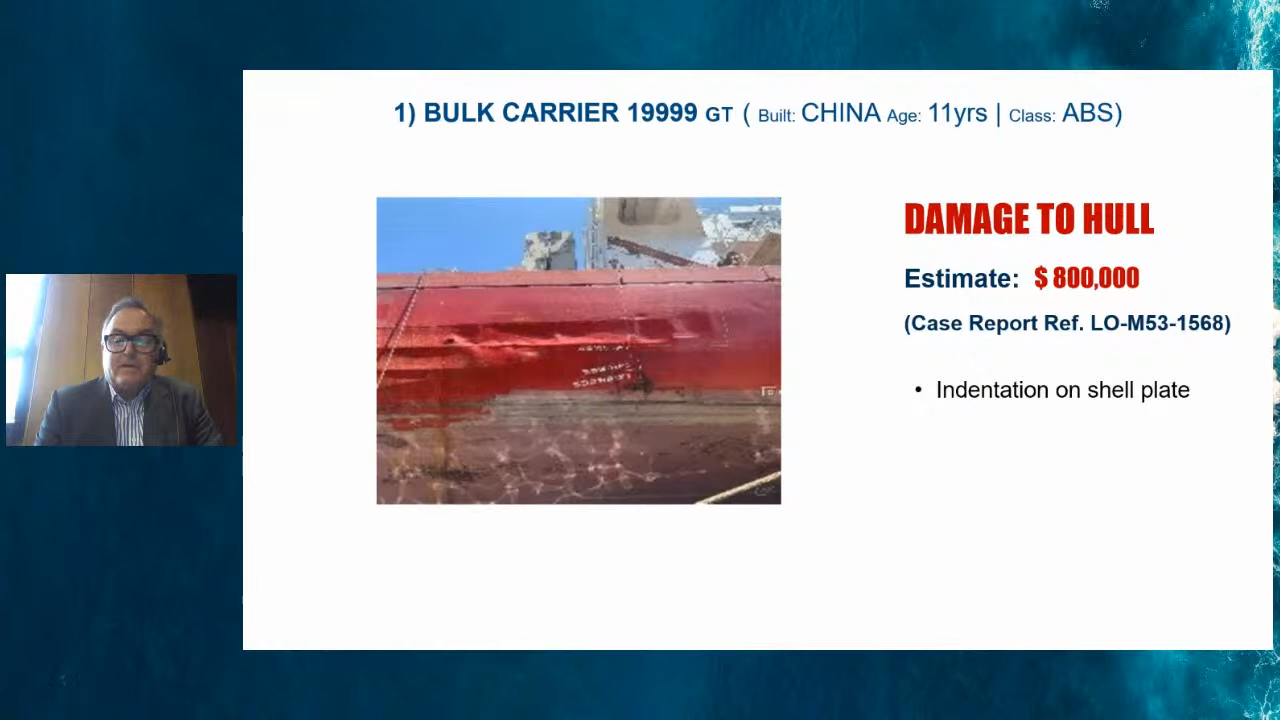 1) BULK CARRIER 19999 GT ( Built: CHINA Age: 11yrs | Class: ABS)
DAMAGE TO HULL
Estimate: $ 800,000
(Case Report Ref. LO-M53-1568)
• Indentation on shell plate